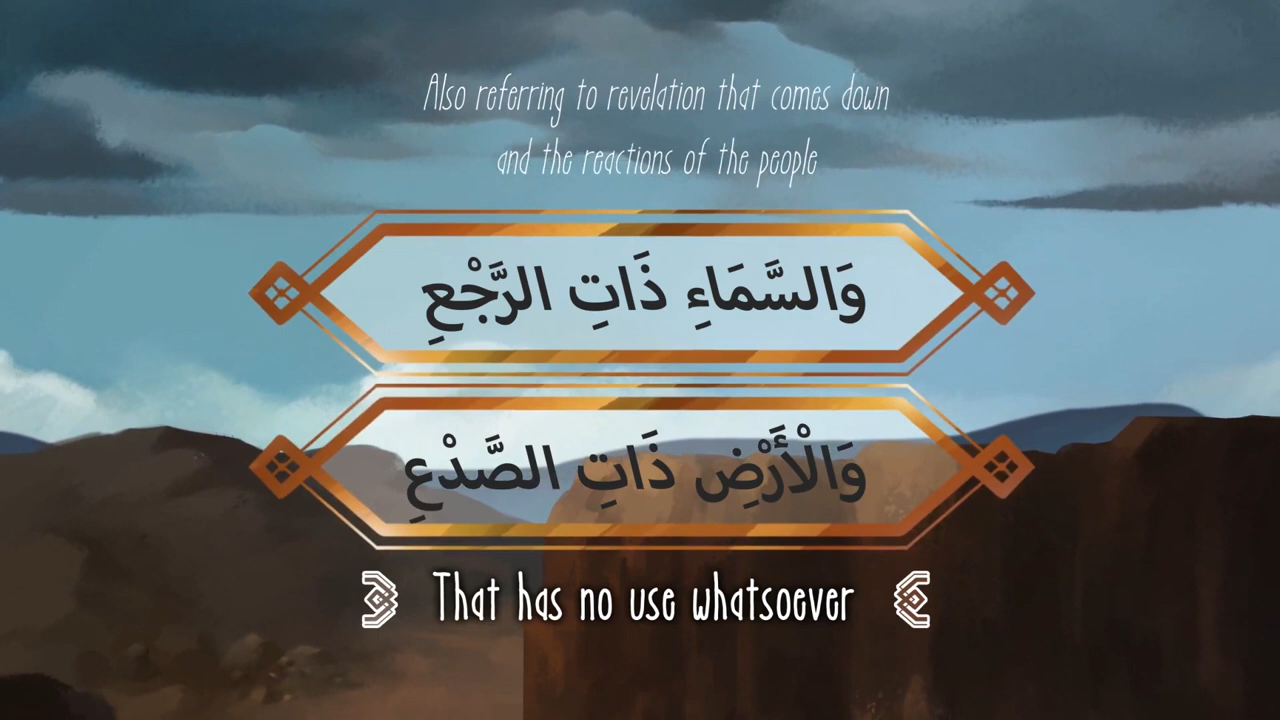 Also referring to revelation that comes down
and the reactions of the people
وَالسَّمَاءِ ذَاتِ الرَّجْعِ
وَالْأَرْضِ ذَاتِ الصَّدْعِ
That has no use whatsoever